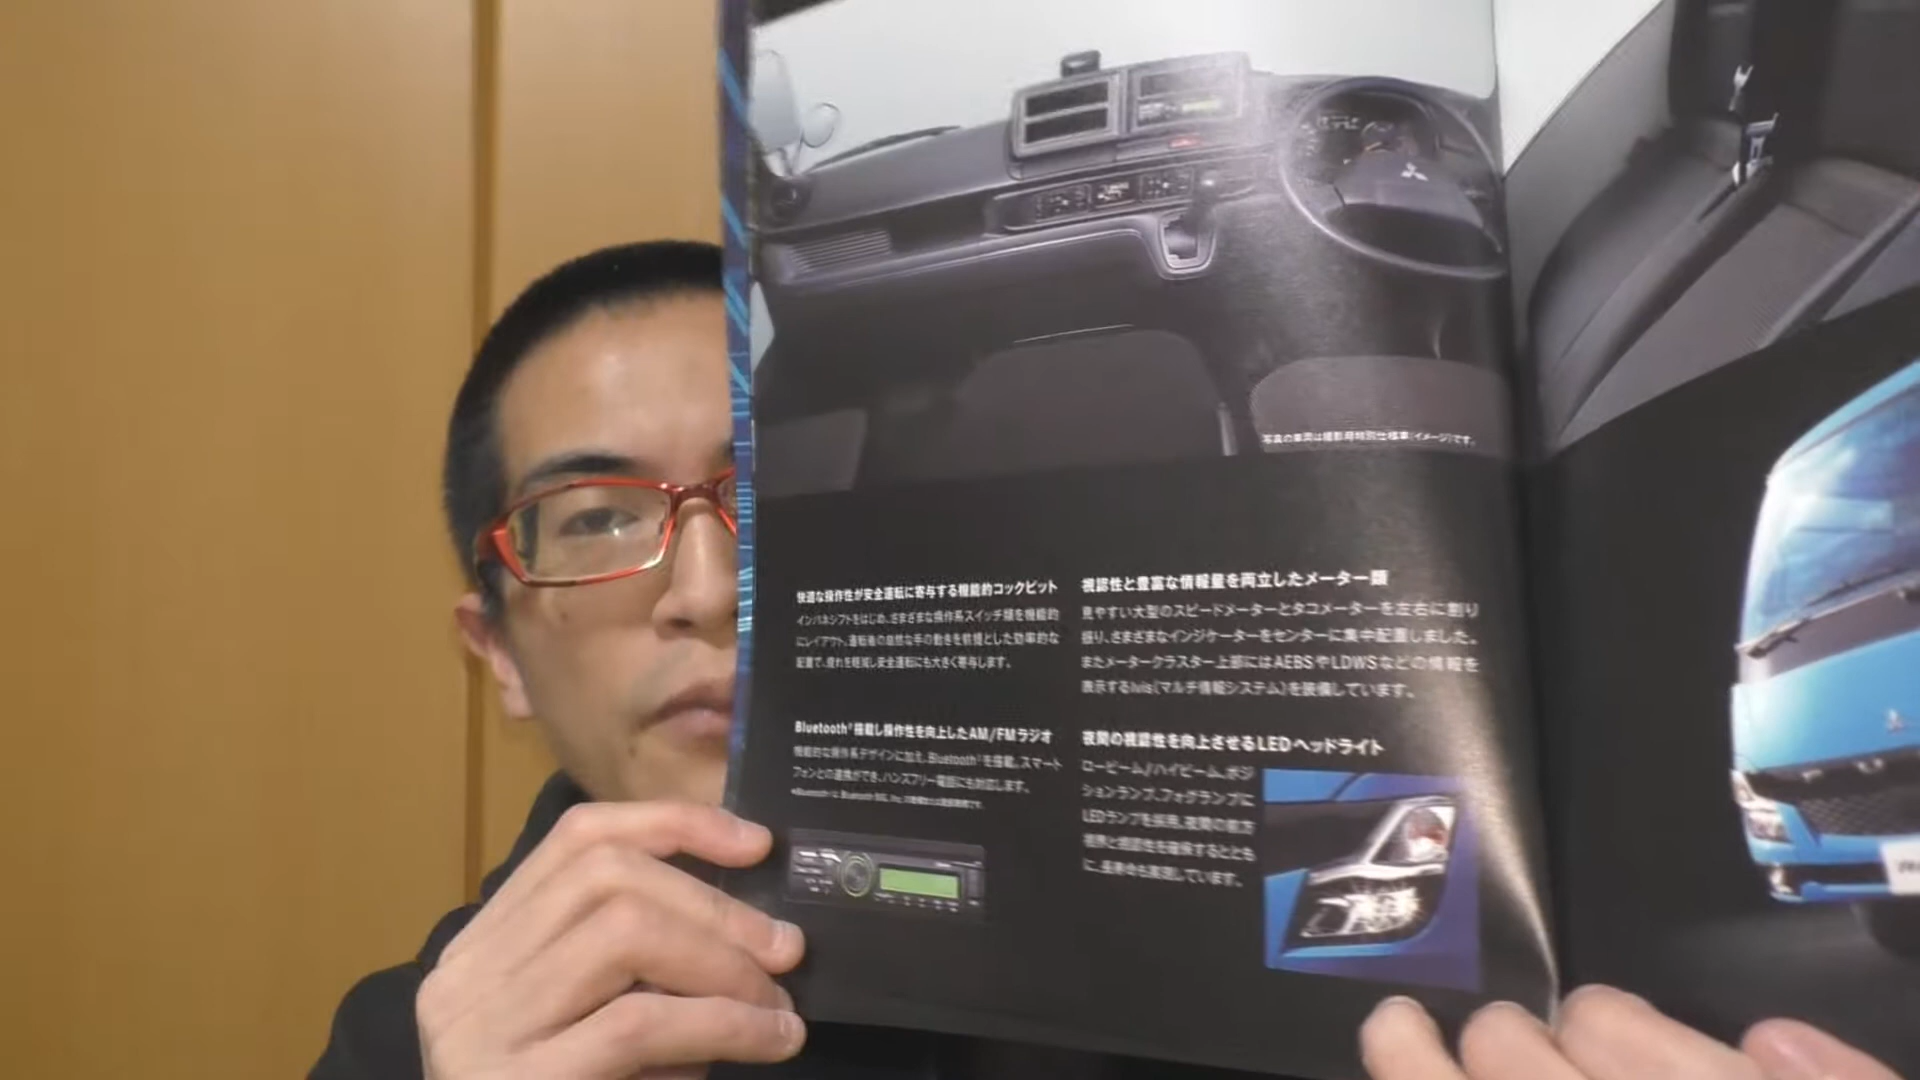 写真の車両は撮影用特別仕様車(イメージ)です。
快適な操作性が安全運転に寄与する機能的コックピット
インパネシフトをはじめ、さまざまな操作系スイッチ類を機能的
にレイアウト。運転後の自然な手の動きを前提とした効率的な
配置で、疲れを軽減し安全運転にも大きく寄与します。
視認性と豊富な情報量を両立したメーター類
見やすい大型のスピードメーターとタコメーターを左右に割り
振り、さまざまなインジケーターをセンターに集中配置しました。
またメータークラスター上部にはAEBSやLDWSなどの情報を
表示するIvis(マルチ情報システム)を装備しています。
Bluetooth®搭載し操作性を向上したAM/FMラジオ
機能的な操作系デザインに加え、Bluetooth®を搭載。スマート
フォンとの連携ができ、ハンズフリー電話にも対応します。
夜間の視認性を向上させるLEDヘッドライト
ロービーム/ハイビーム、ポジ
ションランプ、フォグランプに
LEDランプを採用。夜間の前方
視界と視認性を確保するととも
に、長寿命も実現しています。